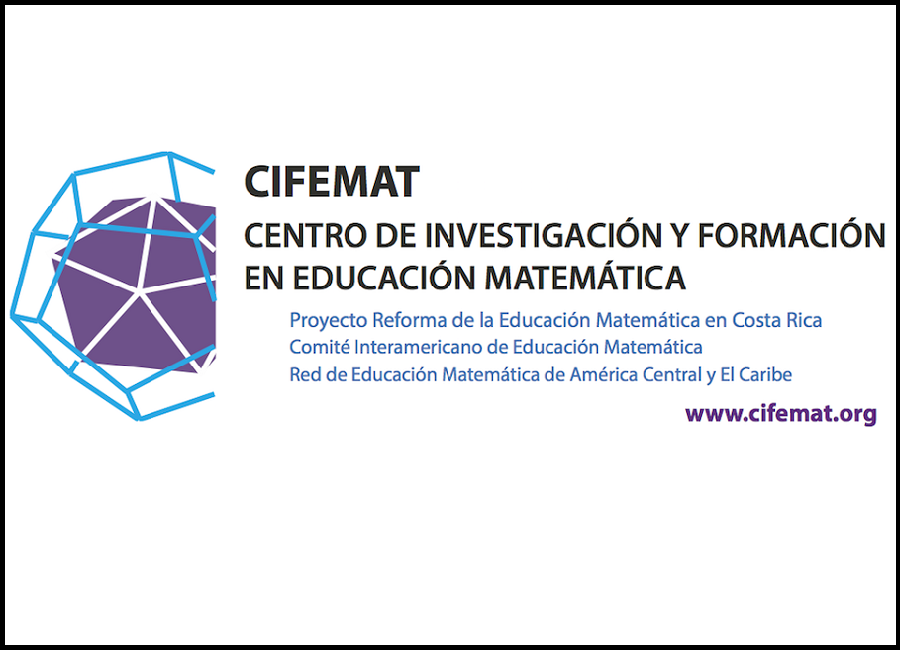 CIFEMAT
CENTRO DE INVESTIGACIÓN Y FORMACIÓN
EN EDUCACIÓN MATEMÁTICA
Proyecto Reforma de la Educación Matemática en Costa Rica
Comité Interamericano de Educación Matemática
Red de Educación Matemática de América Central y El Caribe
www.cifemat.org